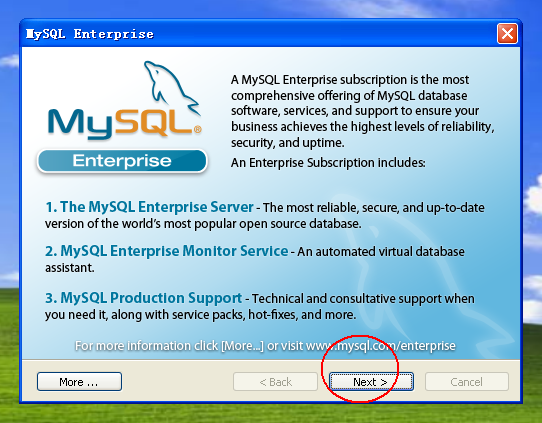 MySQL Enterprise
MySQL®
Enterprise
A MySQL Enterprise subscription is the most
comprehensive offering of MySQL database
software, services, and support to ensure your
business achieves the highest levels of reliability,
security, and uptime.
An Enterprise Subscription includes:
1. The MySQL Enterprise Server - The most reliable, secure, and up-to-date
version of the world's most popular open source database.
2. MySQL Enterprise Monitor Service - An automated virtual database
assistant.
3. MySQL Production Support - Technical and consultative support when
you need it, along with service packs, hot-fixes, and more.
For more information click [More...] or visit www.mysql.com/enterprise
More ...
< Back
Next >
Cancel